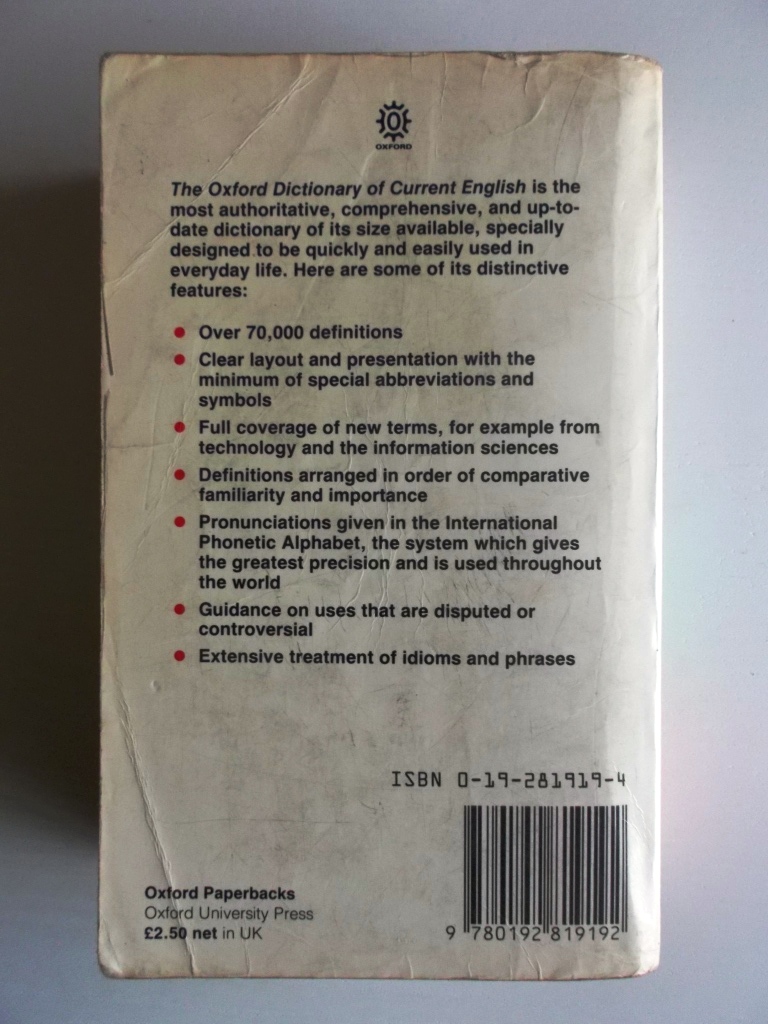 OXFORD
The Oxford Dictionary of Current English is the
most authoritative, comprehensive, and up-to-
date dictionary of its size available, specially
designed to be quickly and easily used in
everyday life. Here are some of its distinctive
features:
• Over 70,000 definitions
• Clear layout and presentation with the
minimum of special abbreviations and
symbols
• Full coverage of new terms, for example from
technology and the information sciences
• Definitions arranged in order of comparative
familiarity and importance
• Pronunciations given in the International
Phonetic Alphabet, the system which gives
the greatest precision and is used throughout
the world
• Guidance on uses that are disputed or
controversial
• Extensive treatment of idioms and phrases
ISBN 0-19-281919-4
Oxford Paperbacks
Oxford University Press
£2.50 net in UK
9 780192 819192